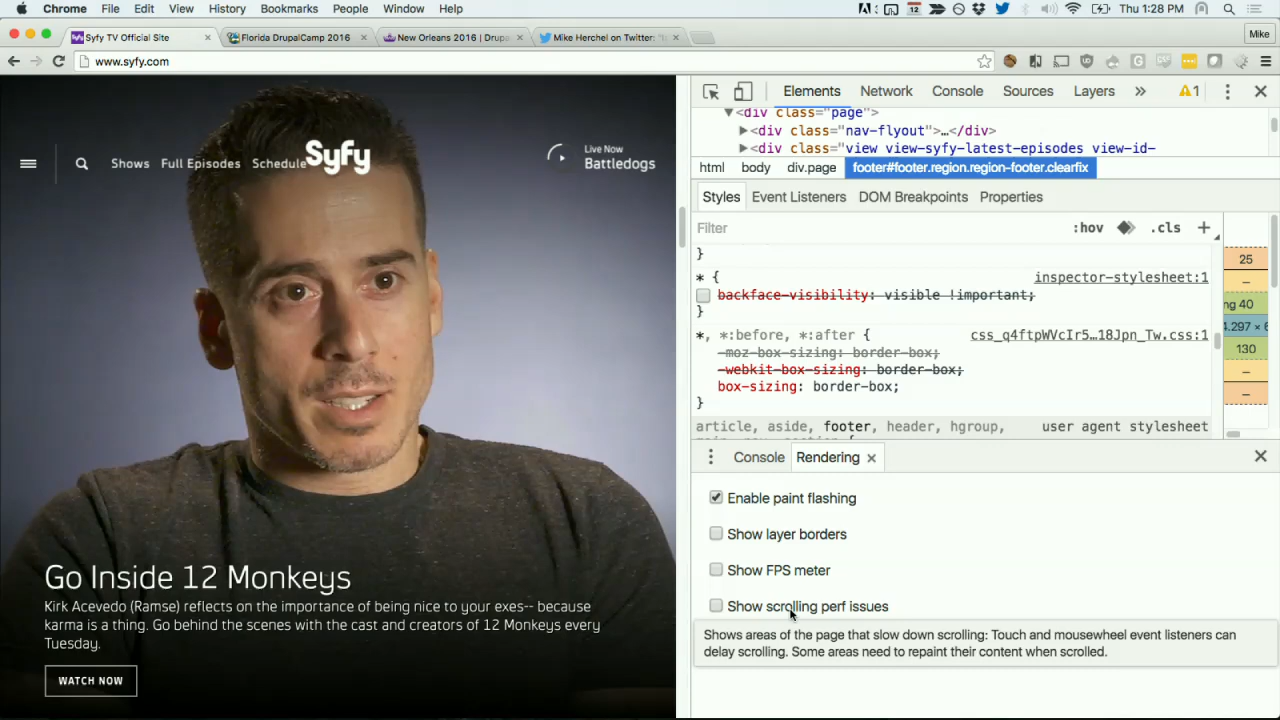 Chrome File Edit View History Bookmarks People Window Help
12 Thu 1:28 PM
Syfy TV Official Site
Florida DrupalCamp 2016
New Orleans 2016 | Drupa
Mike Herchel on Twitter: "
Mike
www.syfy.com
Shows Full Episodes Schedule
Syfy
Live Now
Battledogs
Go Inside 12 Monkeys
Kirk Acevedo (Ramse) reflects on the importance of being nice to your exes-- because
karma is a thing. Go behind the scenes with the cast and creators of 12 Monkeys every
Tuesday.
WATCH NOW
Elements Network Console Sources Layers » 1
▼<div class="page">
▶<div class="nav-flyout">…</div>
▶<div class="view view-syfy-latest-episodes view-id-
html body div.page footer#footer.region.region-footer.clearfix
Styles Event Listeners DOM Breakpoints Properties
Filter :hov .cls +
}
* { inspector-stylesheet:1
backface-visibility: visible !important;
}
*, *:before, *:after { css_q4ftpWVcIr5…18Jpn_Tw.css:1
-moz-box-sizing: border-box;
-webkit-box-sizing: border-box;
box-sizing: border-box;
}
article, aside, footer, header, hgroup, user agent stylesheet
25
–
ng 40
130
–
–
Console Rendering
Enable paint flashing
Show layer borders
Show FPS meter
Show scrolling perf issues
Shows areas of the page that slow down scrolling: Touch and mousewheel event listeners can
delay scrolling. Some areas need to repaint their content when scrolled.